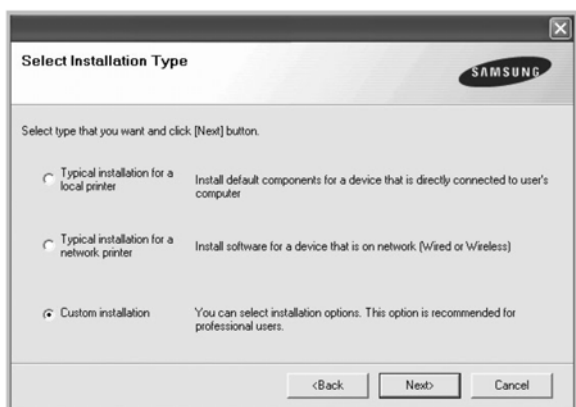 Select Installation Type
SAMSUNG
Select type that you want and click [Next] button.
Typical installation for a
local printer
Install default components for a device that is directly connected to user's
computer
Typical installation for a
network printer
Install software for a device that is on network (Wired or Wireless)
Custom installation
You can select installation options. This option is recommended for
professional users.
<Back
Next>
Cancel